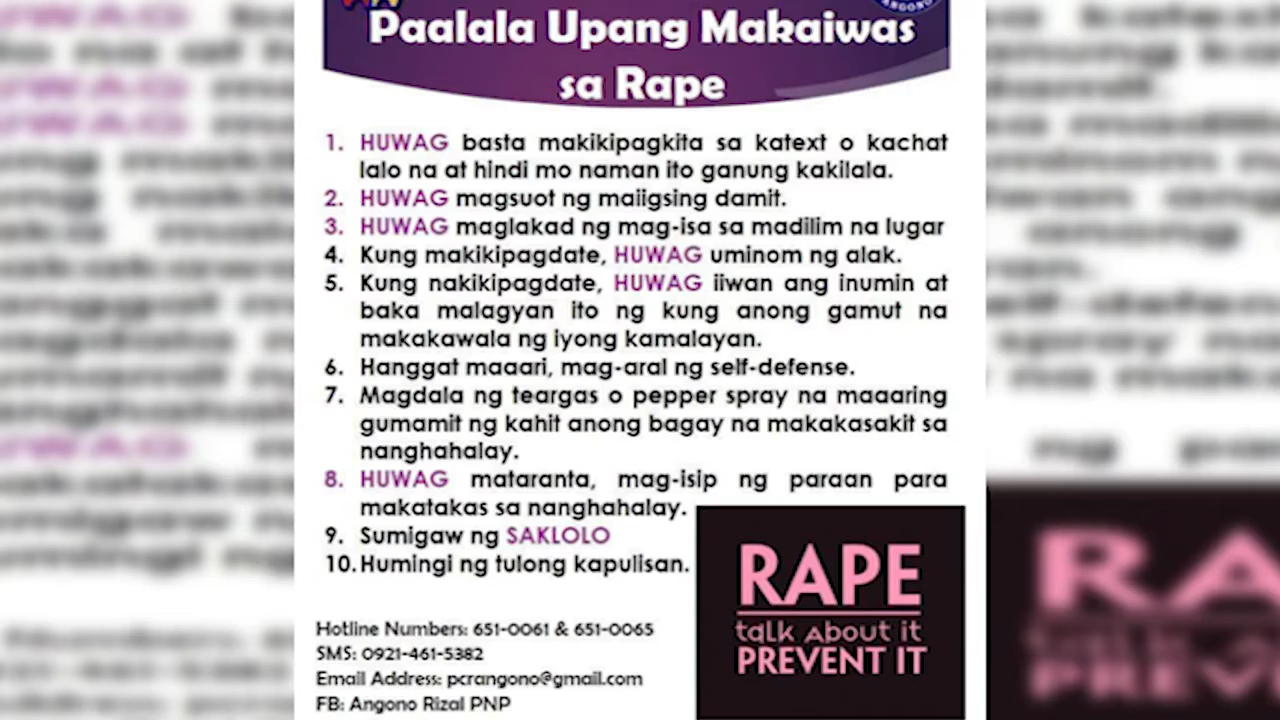 ANGONO
Paalala Upang Makaiwas
sa Rape
1. HUWAG basta makikipagkita sa katext o kachat
lalo na at hindi mo naman ito ganung kakilala.
2. HUWAG magsuot ng maiigsing damit.
3. HUWAG maglakad ng mag-isa sa madilim na lugar
4. Kung makikipagdate, HUWAG uminom ng alak.
5. Kung nakikipagdate, HUWAG iiwan ang inumin at
baka malagyan ito ng kung anong gamut na
makakawala ng iyong kamalayan.
6. Hanggat maaari, mag-aral ng self-defense.
7. Magdala ng teargas o pepper spray na maaaring
gumamit ng kahit anong bagay na makakasakit sa
nanghahalay.
8. HUWAG mataranta, mag-isip ng paraan para
makatakas sa nanghahalay.
9. Sumigaw ng SAKLOLO
10. Humingi ng tulong kapulisan.
Hotline Numbers: 651-0061 & 651-0065
SMS: 0921-461-5382
Email Address: pcrangono@gmail.com
FB: Angono Rizal PNP
RAPE
talk about it
PREVENT IT